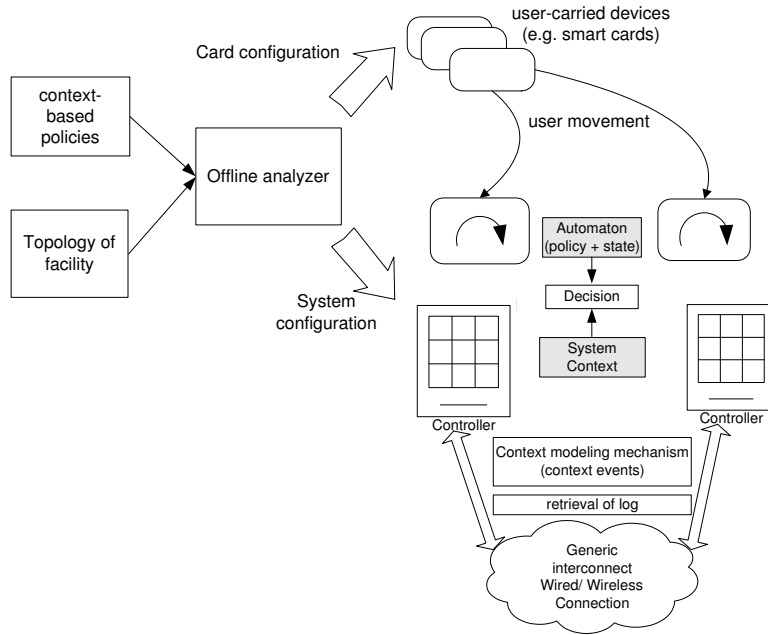 user-carried devices
(e.g. smart cards)
Card configuration
context-
based
policies
user movement
Offline analyzer
Topology of
facility
Automaton
(policy + state)
Decision
System
configuration
System
Context
Controller
Controller
Context modeling mechanism
(context events)
retrieval of log
Generic
interconnect
Wired/ Wireless
Connection